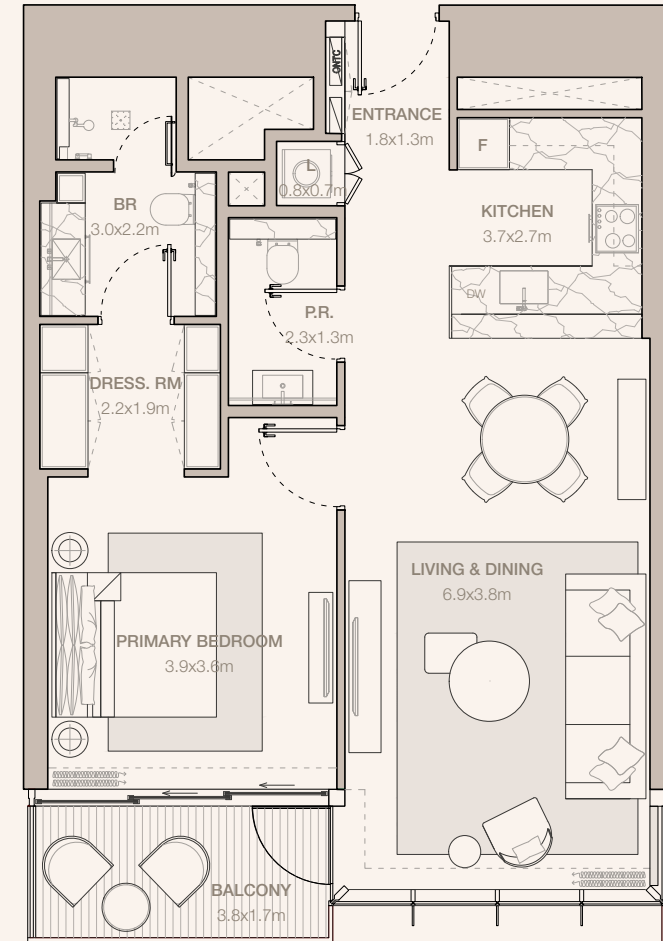 ONTC
ENTRANCE
1.8x1.3m
F
L
0.8x0.7m
BR
3.0x2.2m
KITCHEN
3.7x2.7m
DW
P.R.
2.3x1.3m
DRESS. RM
2.2x1.9m
LIVING & DINING
6.9x3.8m
PRIMARY BEDROOM
3.9x3.6m
BALCONY
3.8x1.7m